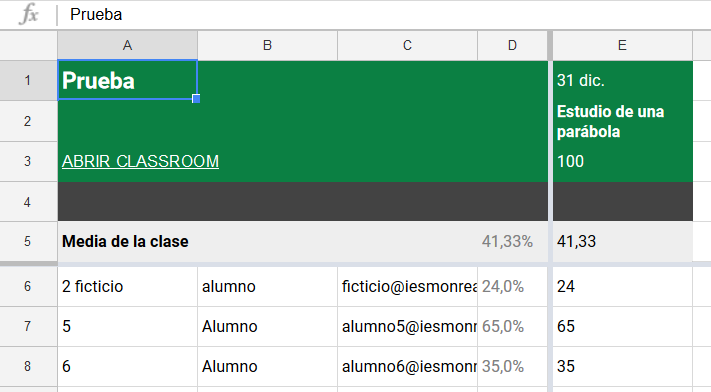 fx Prueba
A B C D E
1 Prueba 31 dic.
2 Estudio de una
parábola
3 ABRIR CLASSROOM 100
4
5 Media de la clase 41,33% 41,33
6 2 ficticio alumno ficticio@iesmonrea 24,0% 24
7 5 Alumno alumno5@iesmonr 65,0% 65
8 6 Alumno alumno6@iesmonr 35,0% 35